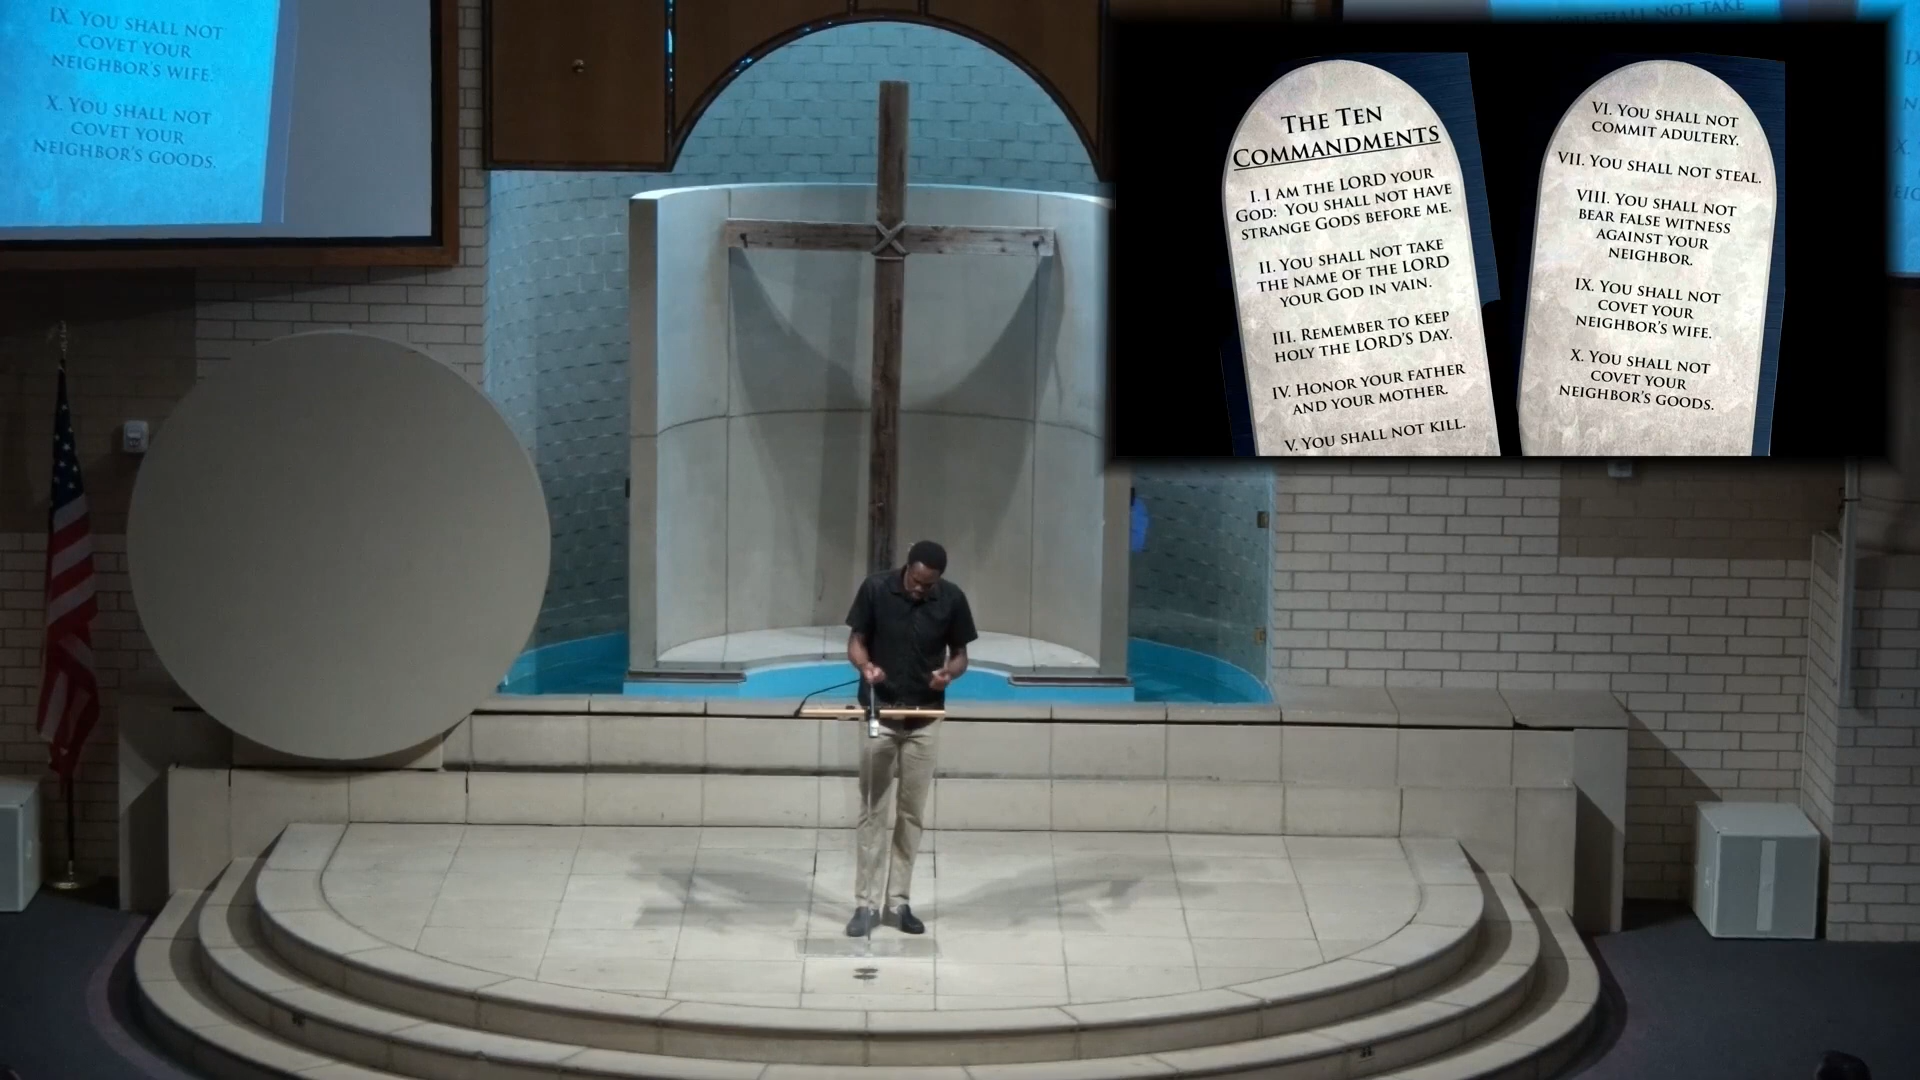 IX. You shall not
covet your
neighbor's wife.
X. You shall not
covet your
neighbor's goods.
you shall not take
The Ten
Commandments
I. I am the LORD your
God: You shall not have
strange Gods before me.
II. You shall not take
the name of the LORD
your God in vain.
III. Remember to keep
holy the LORD'S Day.
IV. Honor your father
and your mother.
V. You shall not kill.
VI. You shall not
commit adultery.
VII. You shall not steal.
VIII. You shall not
bear false witness
against your
neighbor.
IX. You shall not
covet your
neighbor's wife.
X. You shall not
covet your
neighbor's goods.
IX
X.